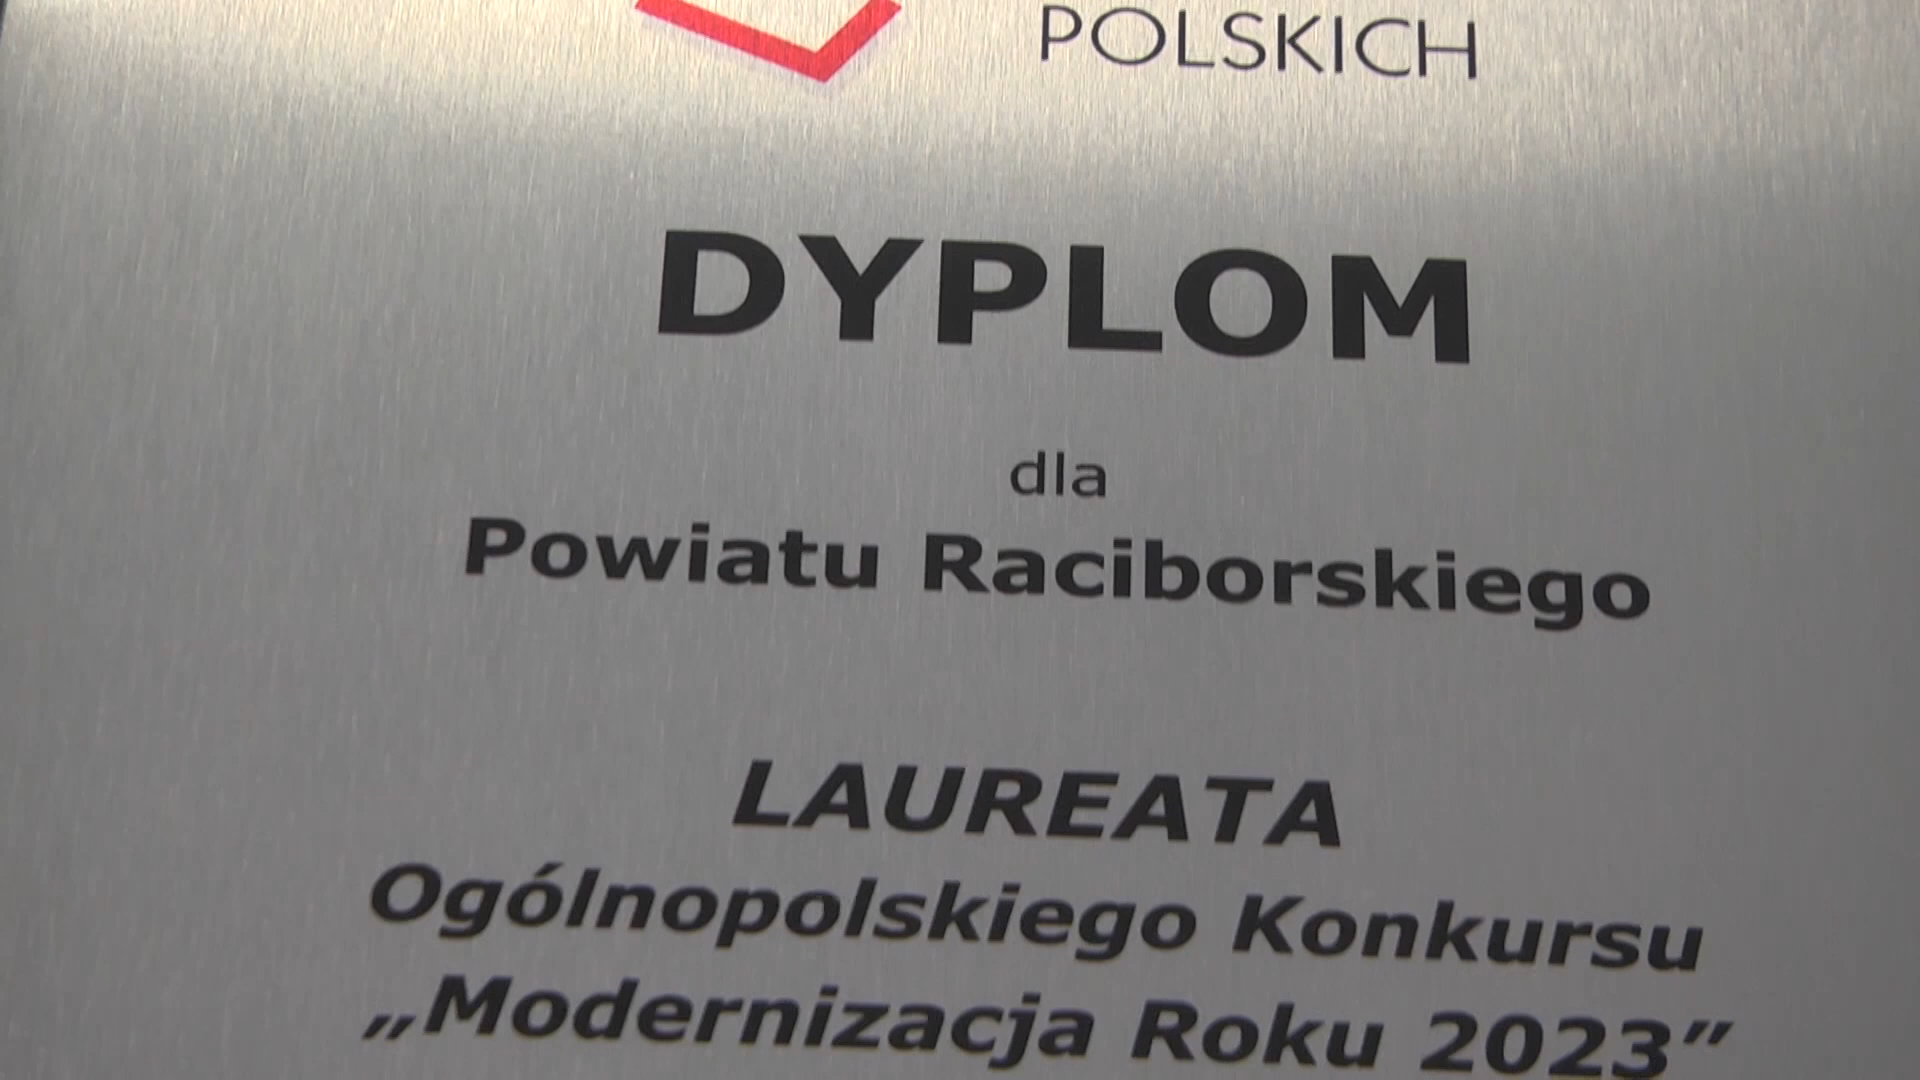 POLSKICH
DYPLOM
dla
Powiatu Raciborskiego
LAUREATA
Ogólnopolskiego Konkursu
„Modernizacja Roku 2023”